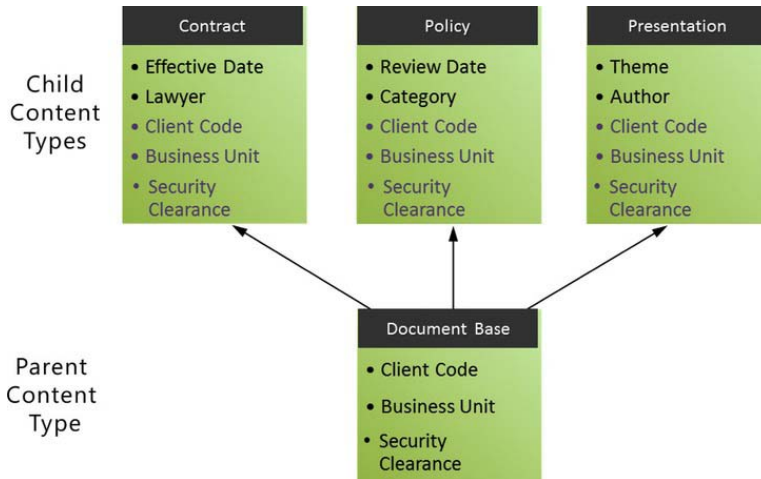 Child
Content
Types
Contract
• Effective Date
• Lawyer
• Client Code
• Business Unit
• Security
Clearance
Policy
• Review Date
• Category
• Client Code
• Business Unit
• Security
Clearance
Presentation
• Theme
• Author
• Client Code
• Business Unit
• Security
Clearance
Parent
Content
Type
Document Base
• Client Code
• Business Unit
• Security
Clearance